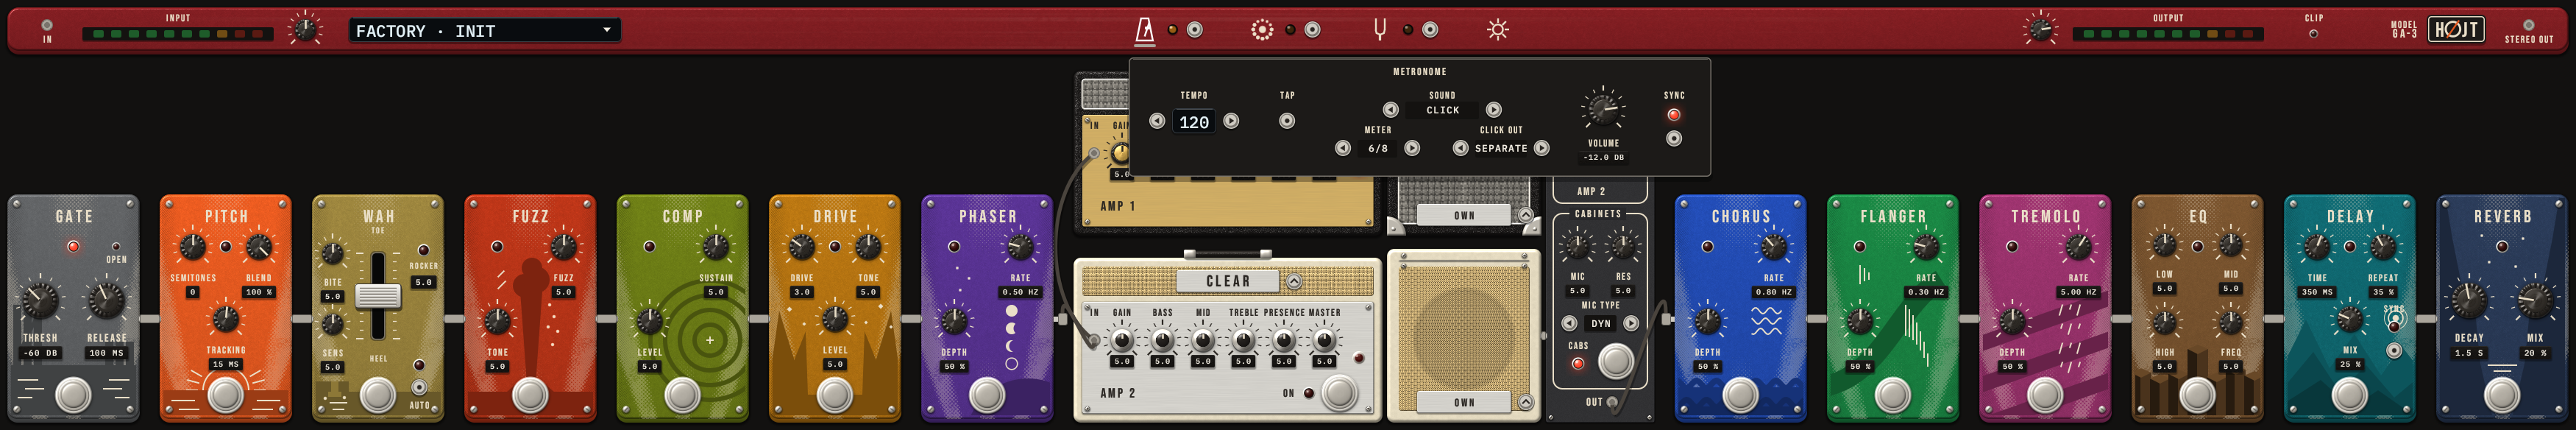 INPUT
IN
FACTORY · INIT
OUTPUT
CLIP
MODEL
GA-3
HØJT
STEREO OUT
METRONOME
TEMPO
120
TAP
SOUND
CLICK
METER
6/8
CLICK OUT
SEPARATE
VOLUME
-12.0 DB
SYNC
GATE
OPEN
THRESH
-60 DB
RELEASE
100 MS
PITCH
SEMITONES
0
BLEND
100 %
TRACKING
15 MS
WAH
TOE
BITE
5.0
ROCKER
5.0
SENS
5.0
HEEL
AUTO
FUZZ
FUZZ
5.0
TONE
5.0
COMP
SUSTAIN
5.0
LEVEL
5.0
DRIVE
DRIVE
3.0
TONE
5.0
LEVEL
5.0
PHASER
RATE
0.50 HZ
DEPTH
50 %
IN
5.0
AMP 1
OWN
CLEAR
IN GAIN BASS MID TREBLE PRESENCE MASTER
5.0 5.0 5.0 5.0 5.0 5.0
AMP 2
ON
OWN
AMP 2
CABINETS
MIC
5.0
RES
5.0
MIC TYPE
DYN
CABS
OUT
CHORUS
RATE
0.80 HZ
DEPTH
50 %
FLANGER
RATE
0.30 HZ
DEPTH
50 %
TREMOLO
RATE
5.00 HZ
DEPTH
50 %
EQ
LOW
5.0
MID
5.0
HIGH
5.0
FREQ
5.0
DELAY
TIME
350 MS
REPEAT
35 %
SYNC
MIX
25 %
REVERB
DECAY
1.5 S
MIX
20 %